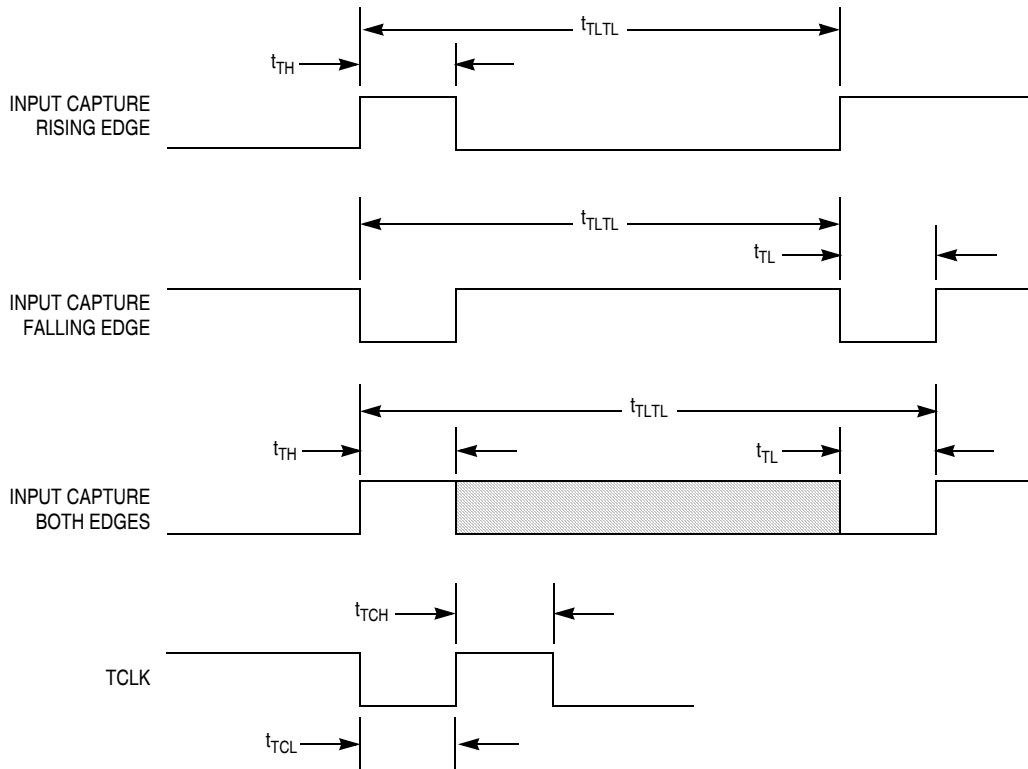 tTLTL
tTH
INPUT CAPTURE
RISING EDGE
tTLTL
tTL
INPUT CAPTURE
FALLING EDGE
tTLTL
tTH
tTL
INPUT CAPTURE
BOTH EDGES
tTCH
TCLK
tTCL